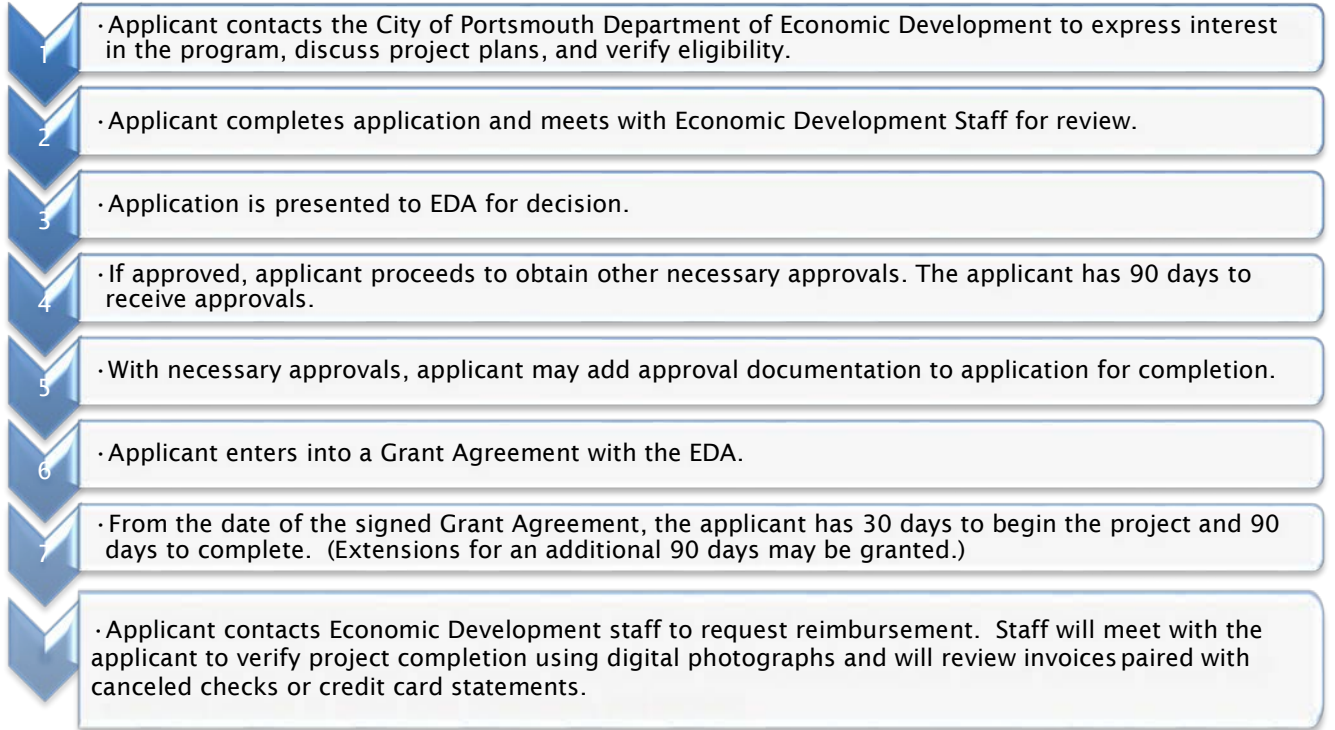 1
·Applicant contacts the City of Portsmouth Department of Economic Development to express interest
in the program, discuss project plans, and verify eligibility.
2
·Applicant completes application and meets with Economic Development Staff for review.
3
·Application is presented to EDA for decision.
4
·If approved, applicant proceeds to obtain other necessary approvals. The applicant has 90 days to
receive approvals.
5
·With necessary approvals, applicant may add approval documentation to application for completion.
6
·Applicant enters into a Grant Agreement with the EDA.
7
·From the date of the signed Grant Agreement, the applicant has 30 days to begin the project and 90
days to complete.  (Extensions for an additional 90 days may be granted.)
·Applicant contacts Economic Development staff to request reimbursement.  Staff will meet with the
applicant to verify project completion using digital photographs and will review invoices paired with
canceled checks or credit card statements.